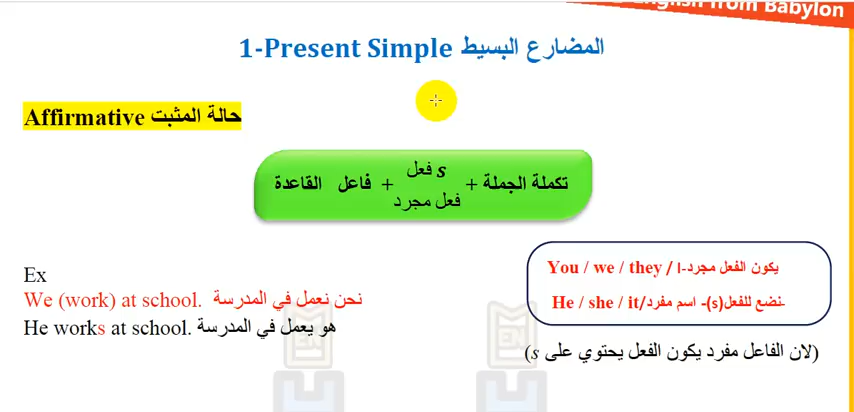 English from Babylon
1-Present Simple المضارع البسيط
Affirmative حالة المثبت
القاعدة فاعل + فعل s + تكملة الجملة
فعل مجرد
You / we / they / I-يكون الفعل مجرد
He / she / it/نضع للفعل(s)- اسم مفرد-
(لان الفاعل مفرد يكون الفعل يحتوي على s)
Ex
We (work) at school. نحن نعمل في المدرسة
He works at school. هو يعمل في المدرسة
EN
EN